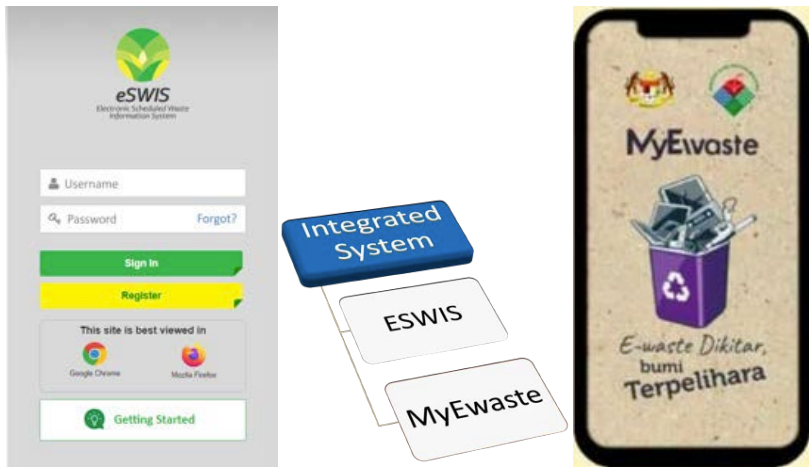 eSWIS
Electronic Scheduled Waste
Information System
Username
Password
Forgot?
Sign In
Register
This site is best viewed in
Google Chrome
Mozilla Firefox
Getting Started
Integrated
System
ESWIS
MyEwaste
MyEwaste
E-waste Dikitar,
bumi
Terpelihara